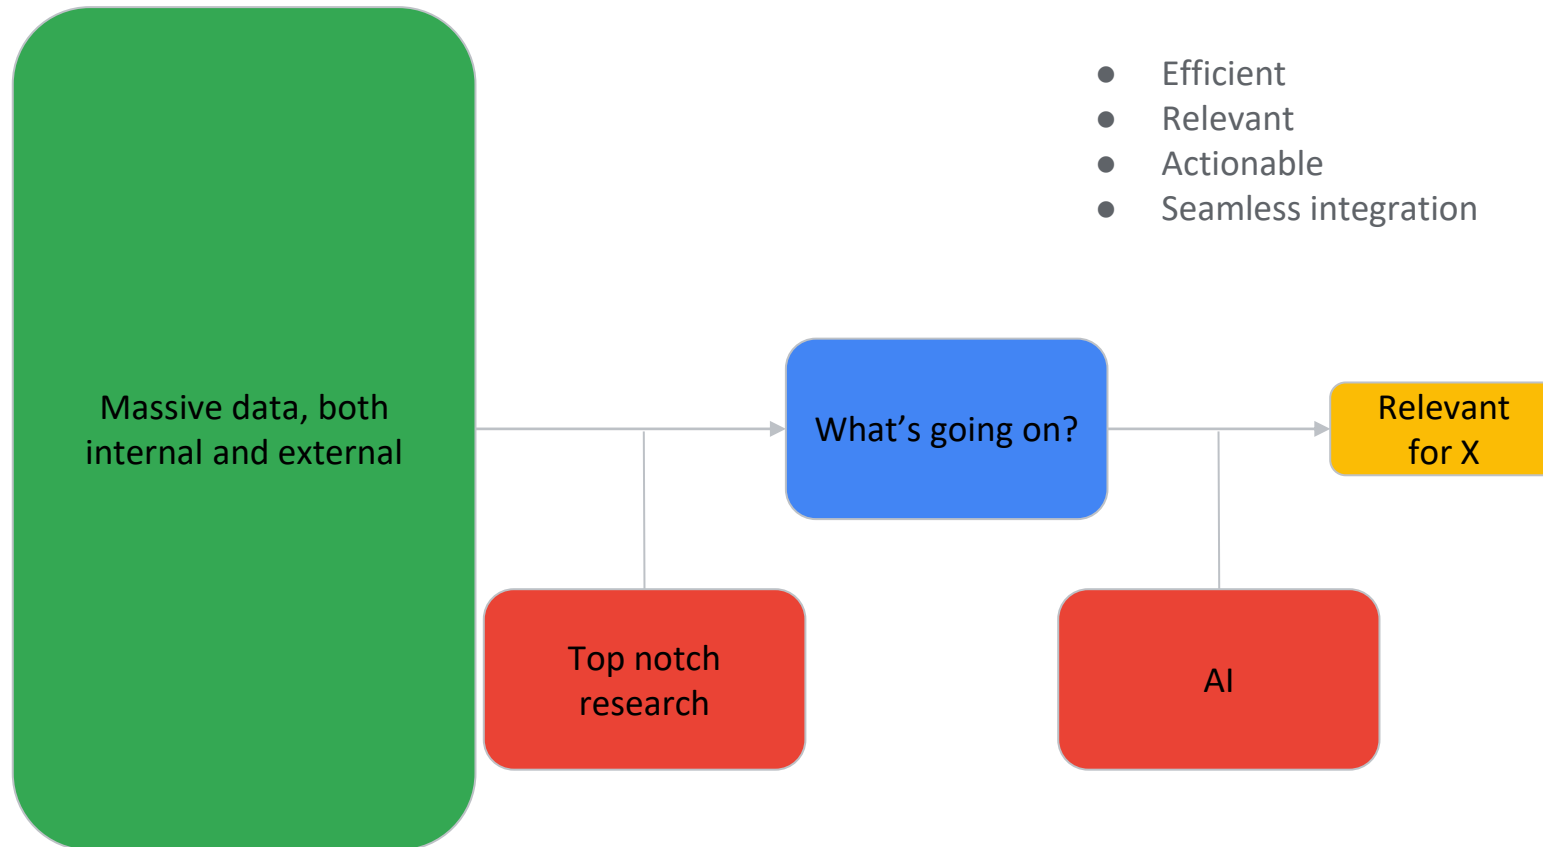 ● Efficient
● Relevant
● Actionable
● Seamless integration
Massive data, both
internal and external
What’s going on?
Relevant
for X
Top notch
research
AI